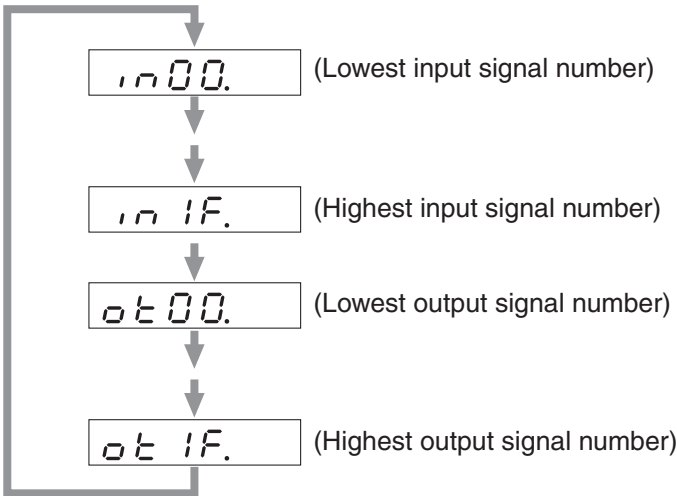 in00. (Lowest input signal number)
in1F. (Highest input signal number)
ot00. (Lowest output signal number)
ot1F. (Highest output signal number)